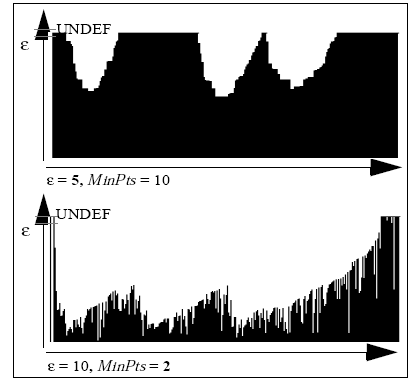 UNDEF
ε
ε = 5, MinPts = 10
UNDEF
ε
ε = 10, MinPts = 2